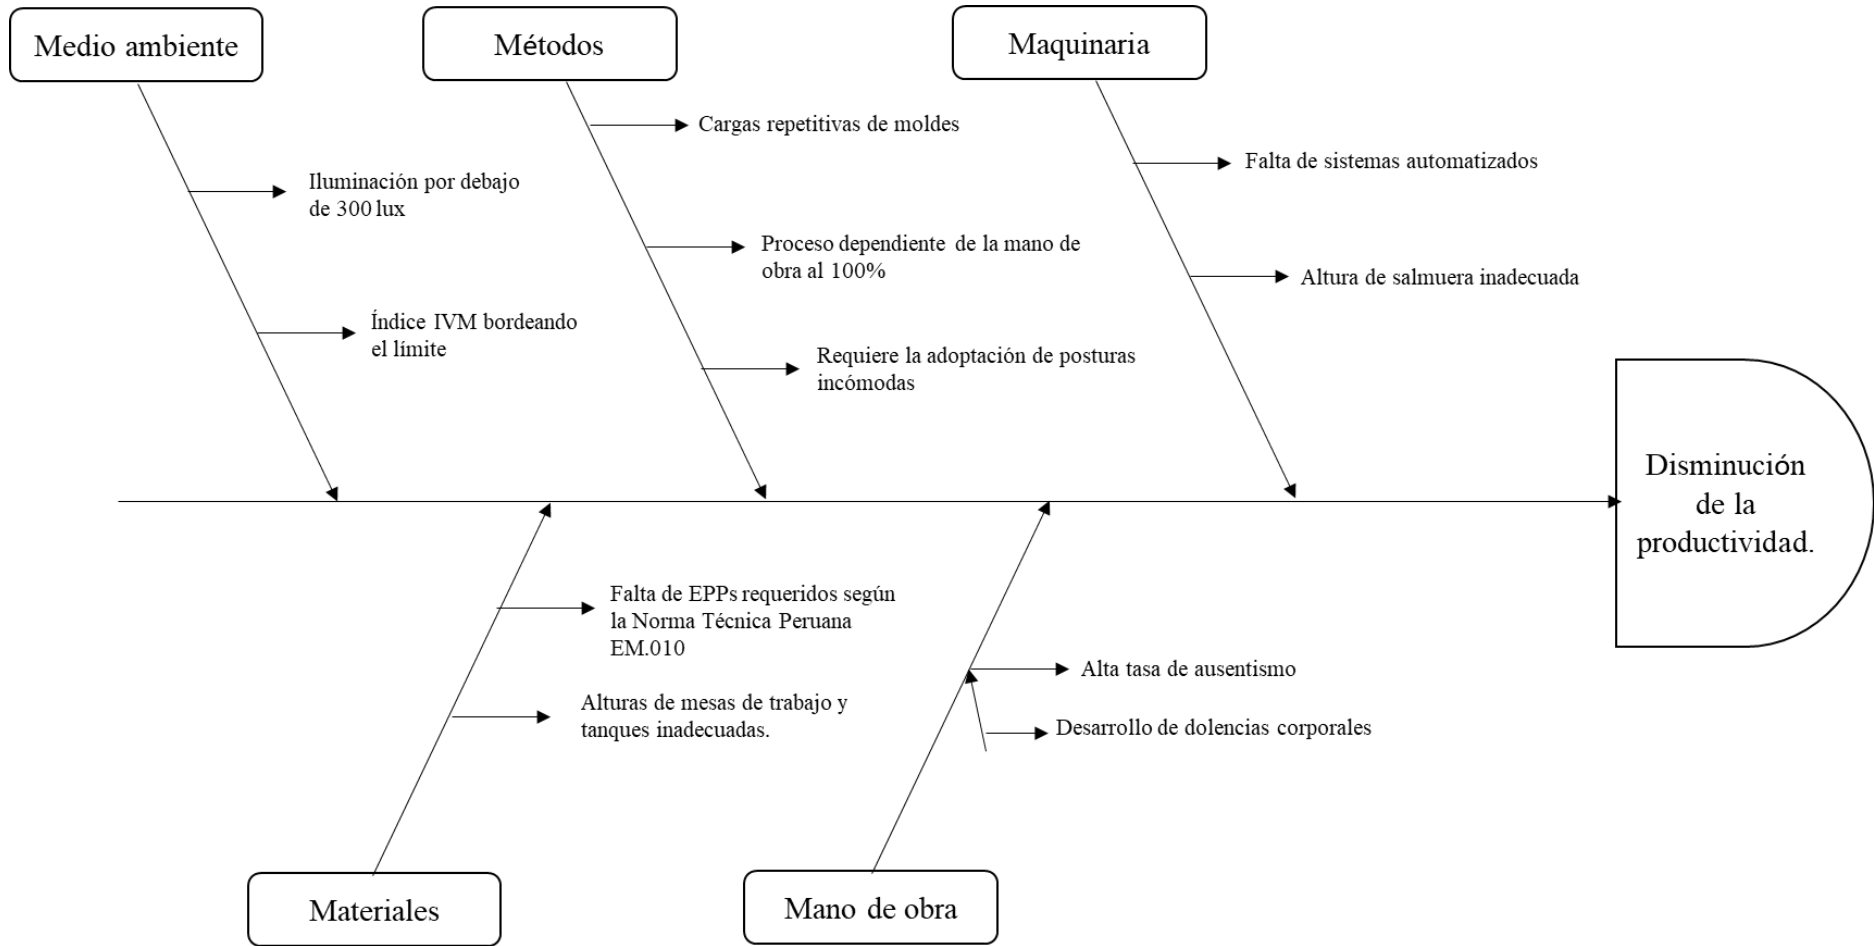 Medio ambiente
Métodos
Maquinaria
Cargas repetitivas de moldes
Falta de sistemas automatizados
Iluminación por debajo
de 300 lux
Proceso dependiente de la mano de
obra al 100%
Altura de salmuera inadecuada
Índice IVM bordeando
el límite
Requiere la adoptación de posturas
incómodas
Disminución
de la
productividad.
Falta de EPPs requeridos según
la Norma Técnica Peruana
EM.010
Alta tasa de ausentismo
Alturas de mesas de trabajo y
tanques inadecuadas.
Desarrollo de dolencias corporales
Materiales
Mano de obra